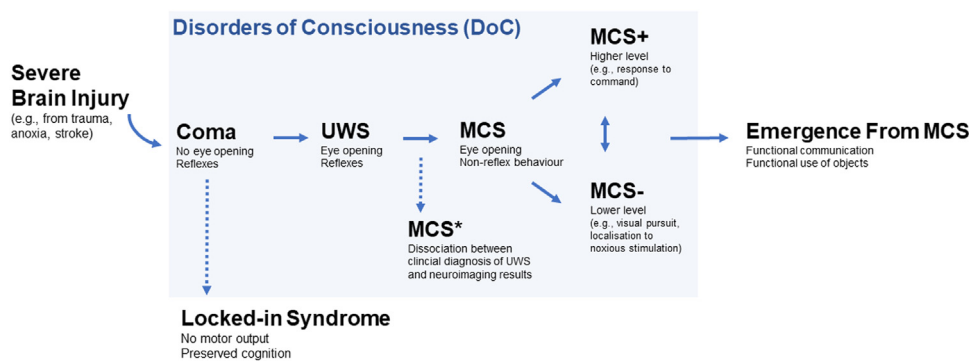 Disorders of Consciousness (DoC)
Severe
Brain Injury
(e.g., from trauma,
anoxia, stroke)
Coma
No eye opening
Reflexes
UWS
Eye opening
Reflexes
MCS
Eye opening
Non-reflex behaviour
MCS+
Higher level
(e.g., response to
command)
MCS-
Lower level
(e.g., visual pursuit,
localisation to
noxious stimulation)
MCS*
Dissociation between
clincial diagnosis of UWS
and neuroimaging results
Emergence From MCS
Functional communication
Functional use of objects
Locked-in Syndrome
No motor output
Preserved cognition